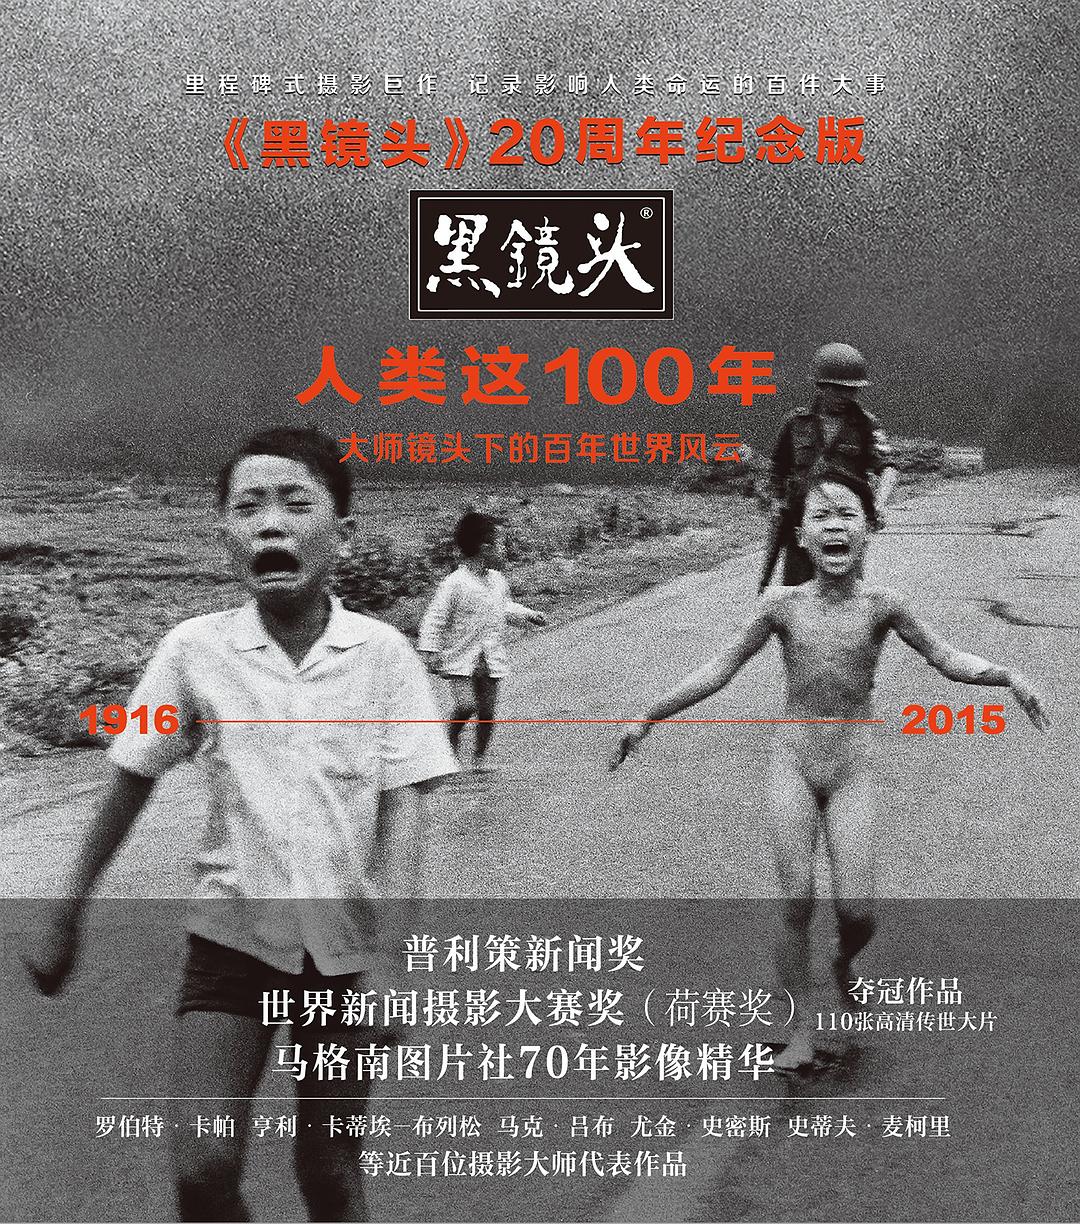 里程碑式摄影巨作 记录影响人类命运的百件大事
《黑镜头》20周年纪念版
黑鏡头®
人类这100年
大师镜头下的百年世界风云
1916 2015
普利策新闻奖
世界新闻摄影大赛奖（荷赛奖）
马格南图片社70年影像精华
夺冠作品
110张高清传世大片
罗伯特·卡帕 亨利·卡蒂埃-布列松 马克·吕布 尤金·史密斯 史蒂夫·麦柯里
等近百位摄影大师代表作品